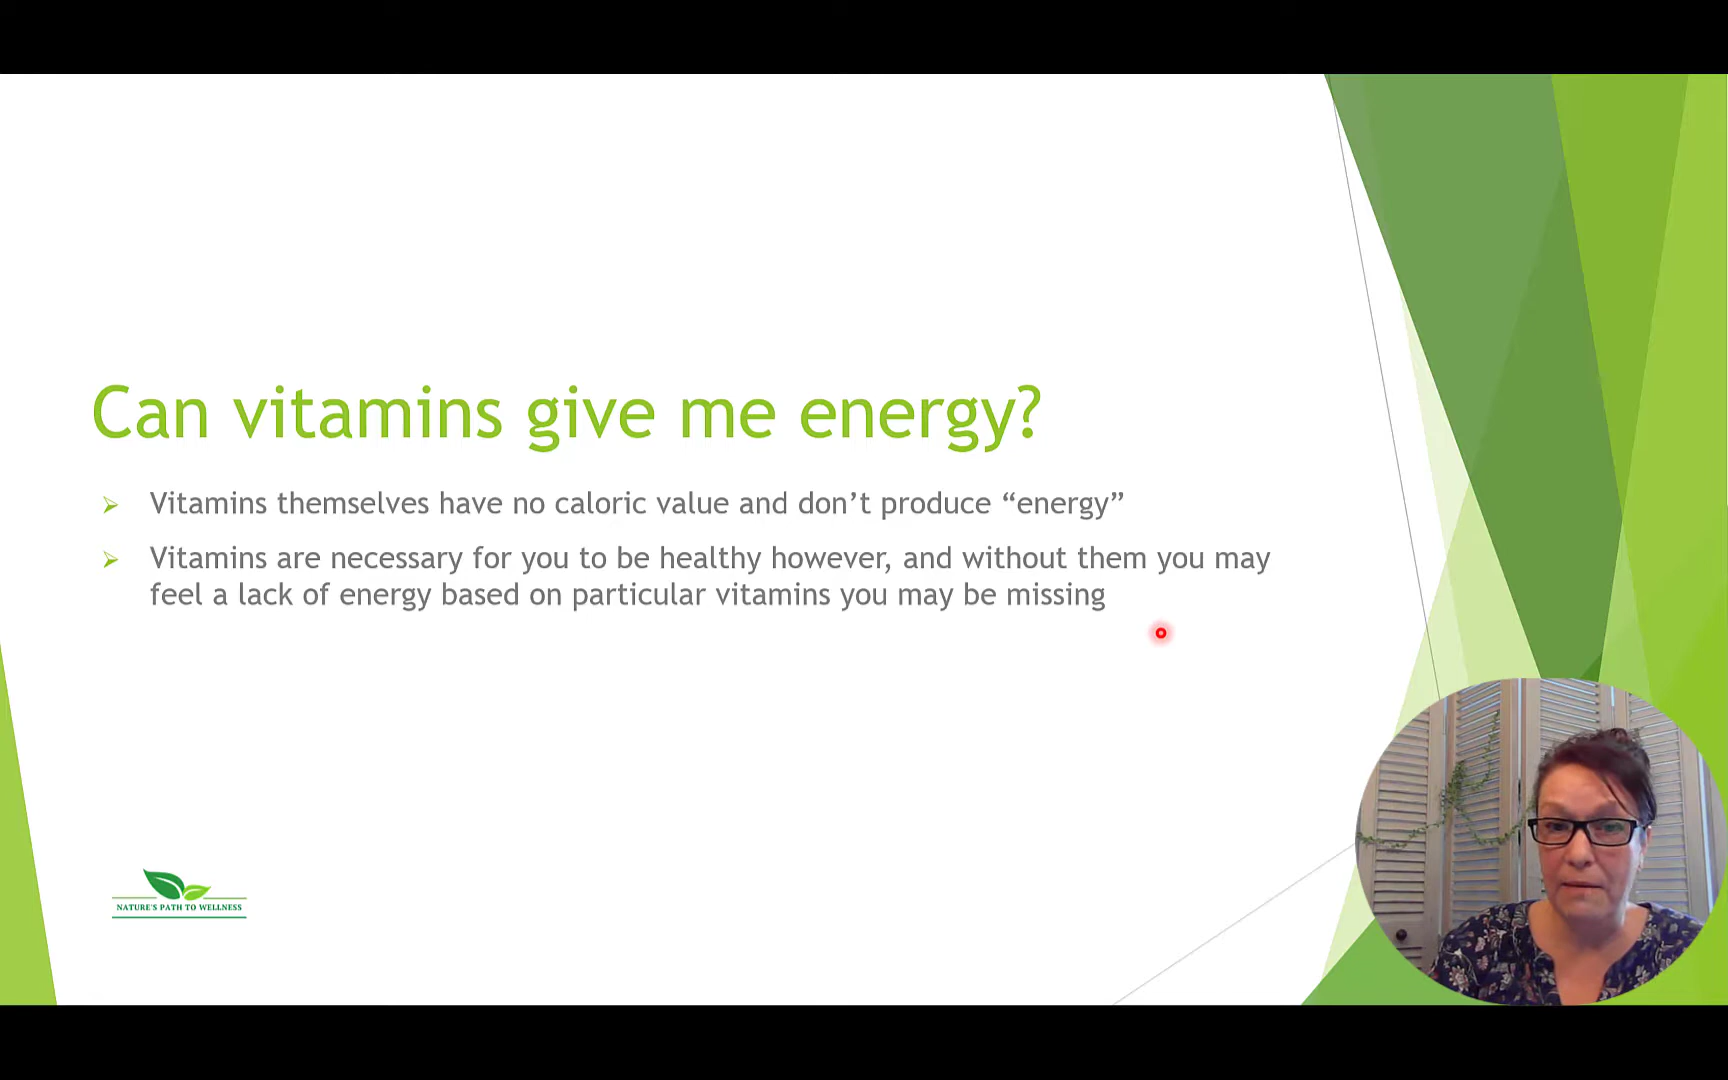 Can vitamins give me energy?
Vitamins themselves have no caloric value and don’t produce “energy”
Vitamins are necessary for you to be healthy however, and without them you may
feel a lack of energy based on particular vitamins you may be missing
NATURE'S PATH TO WELLNESS